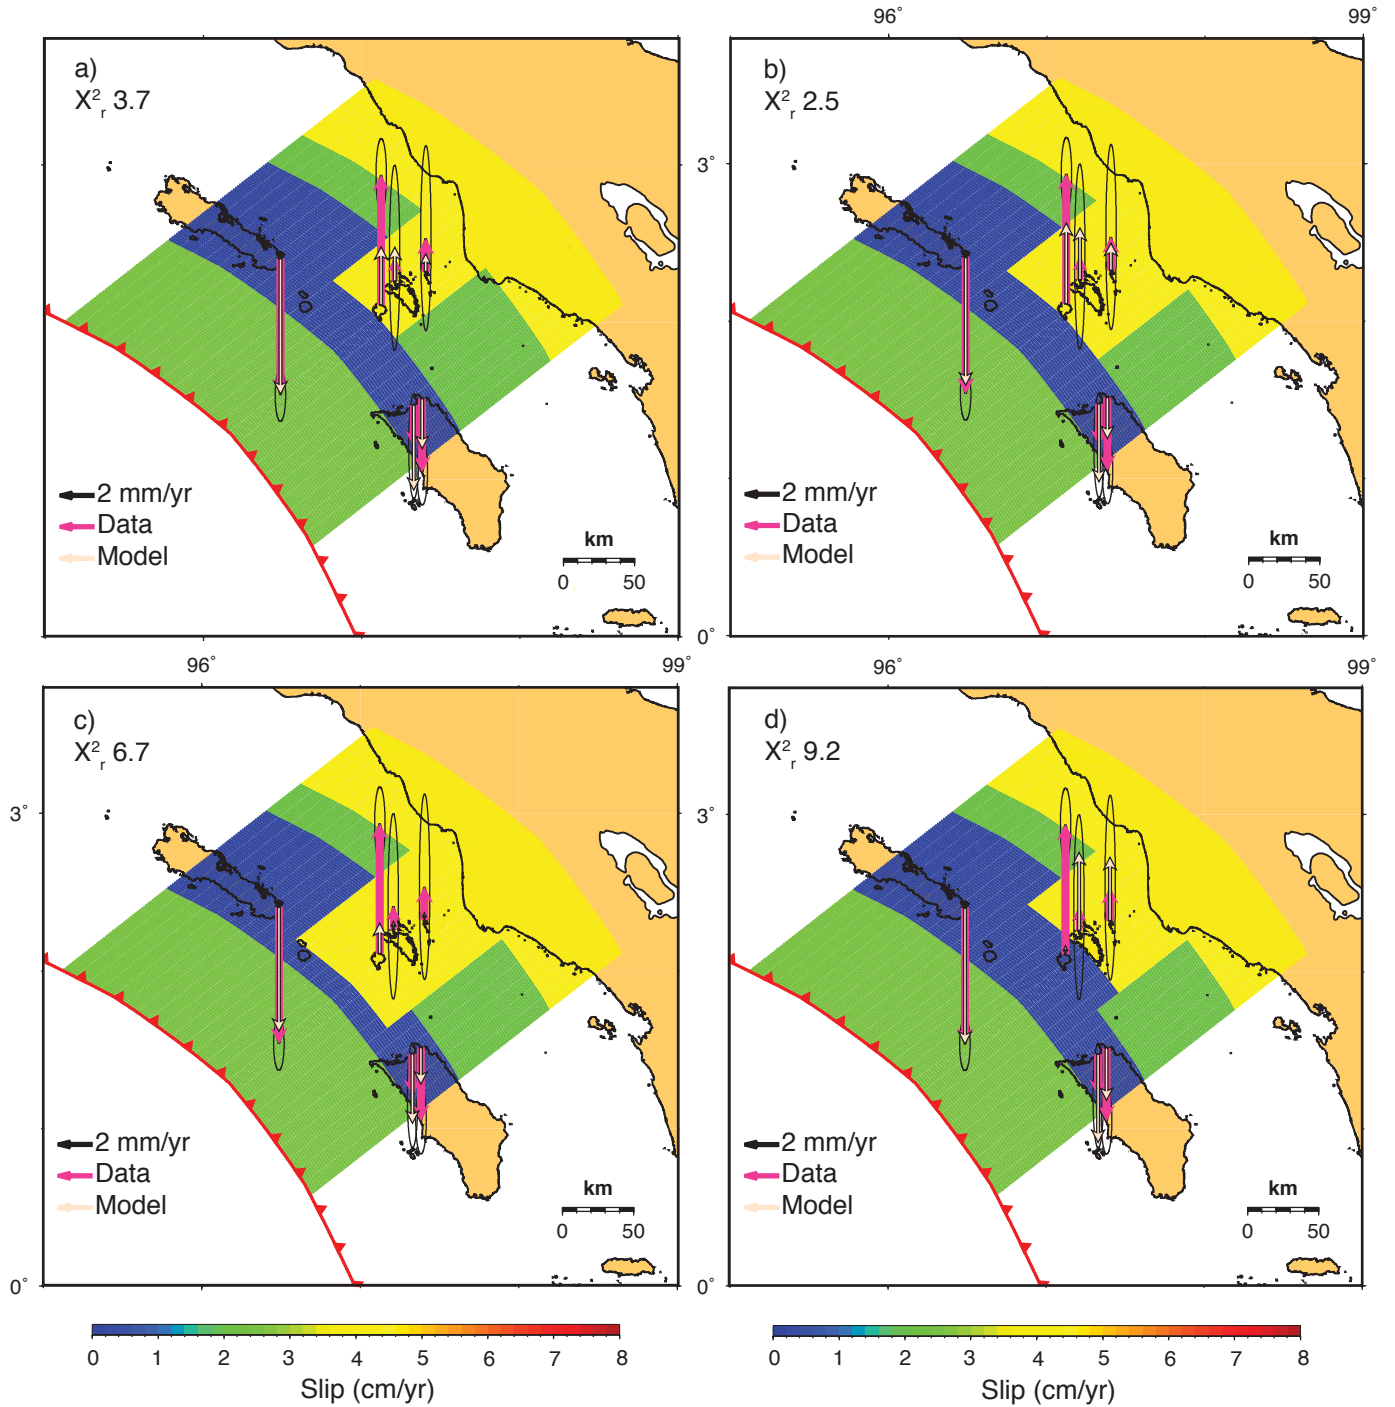 96° 99°
a)
X²r 3.7
b)
X²r 2.5
3°
2 mm/yr
Data
Model
km
0 50
2 mm/yr
Data
Model
km
0 50
0°
96° 99° 96° 99°
c)
X²r 6.7
d)
X²r 9.2
3° 3°
2 mm/yr
Data
Model
km
0 50
2 mm/yr
Data
Model
km
0 50
0° 0°
0 1 2 3 4 5 6 7 8
Slip (cm/yr)
0 1 2 3 4 5 6 7 8
Slip (cm/yr)